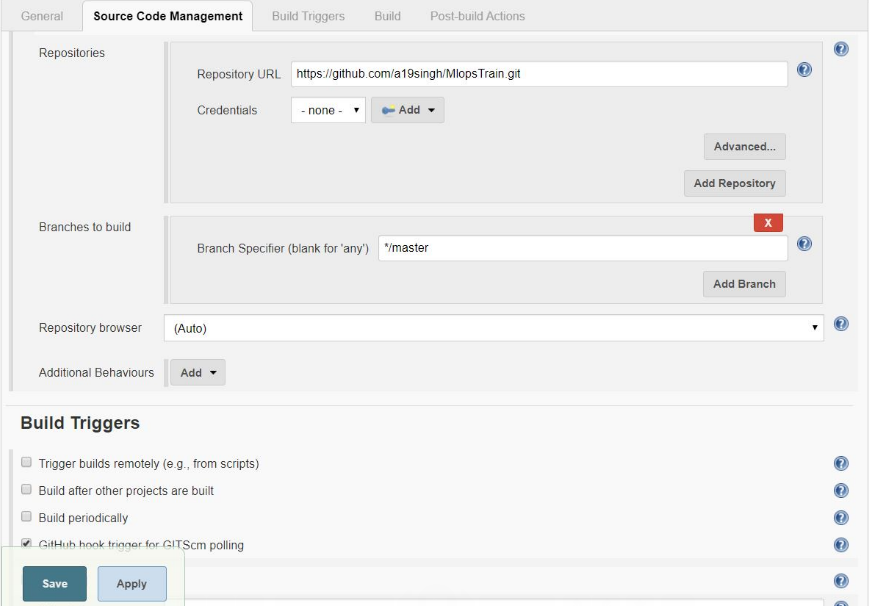 General Source Code Management Build Triggers Build Post-build Actions
Repositories
Repository URL https://github.com/a19singh/MlopsTrain.git
Credentials - none - Add
Advanced...
Add Repository
Branches to build
X
Branch Specifier (blank for 'any') */master
Add Branch
Repository browser (Auto)
Additional Behaviours Add
Build Triggers
Trigger builds remotely (e.g., from scripts)
Build after other projects are built
Build periodically
GitHub hook trigger for GITScm polling
Save Apply